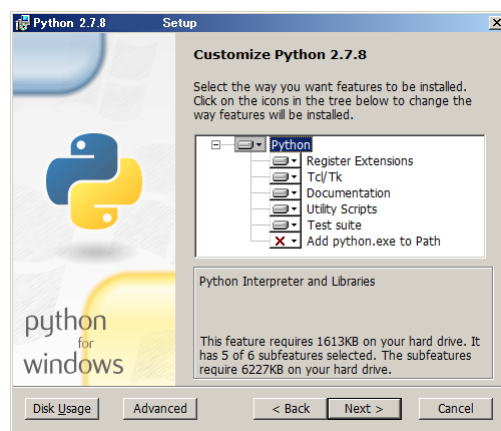 Python 2.7.8 Setup
Customize Python 2.7.8
Select the way you want features to be installed.
Click on the icons in the tree below to change the
way features will be installed.
Python
Register Extensions
Tcl/Tk
Documentation
Utility Scripts
Test suite
Add python.exe to Path
Python Interpreter and Libraries
This feature requires 1613KB on your hard drive. It
has 5 of 6 subfeatures selected. The subfeatures
require 6227KB on your hard drive.
python
for
windows
Disk Usage
Advanced
< Back
Next >
Cancel